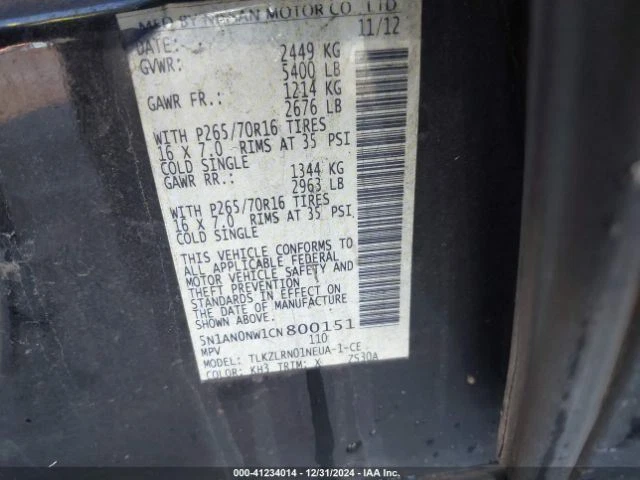 MFD BY NISSAN MOTOR CO., LTD.
DATE: 11/12
GVWR: 2449 KG
5400 LB
GAWR FR.: 1214 KG
2676 LB
WITH P265/70R16 TIRES
16 X 7.0 RIMS AT 35 PSI
COLD SINGLE
GAWR RR.: 1344 KG
2963 LB
WITH P265/70R16 TIRES
16 X 7.0 RIMS AT 35 PSI
COLD SINGLE
THIS VEHICLE CONFORMS TO
ALL APPLICABLE FEDERAL
MOTOR VEHICLE SAFETY AND
THEFT PREVENTION
STANDARDS IN EFFECT ON
THE DATE OF MANUFACTURE
SHOWN ABOVE.
5N1AN0NW1CN800151
MPV 110
MODEL: TLKZLRN01NEUA-1-CE
COLOR: KH3 TRIM: X Z530A
000-41234014 - 12/31/2024 - IAA Inc.